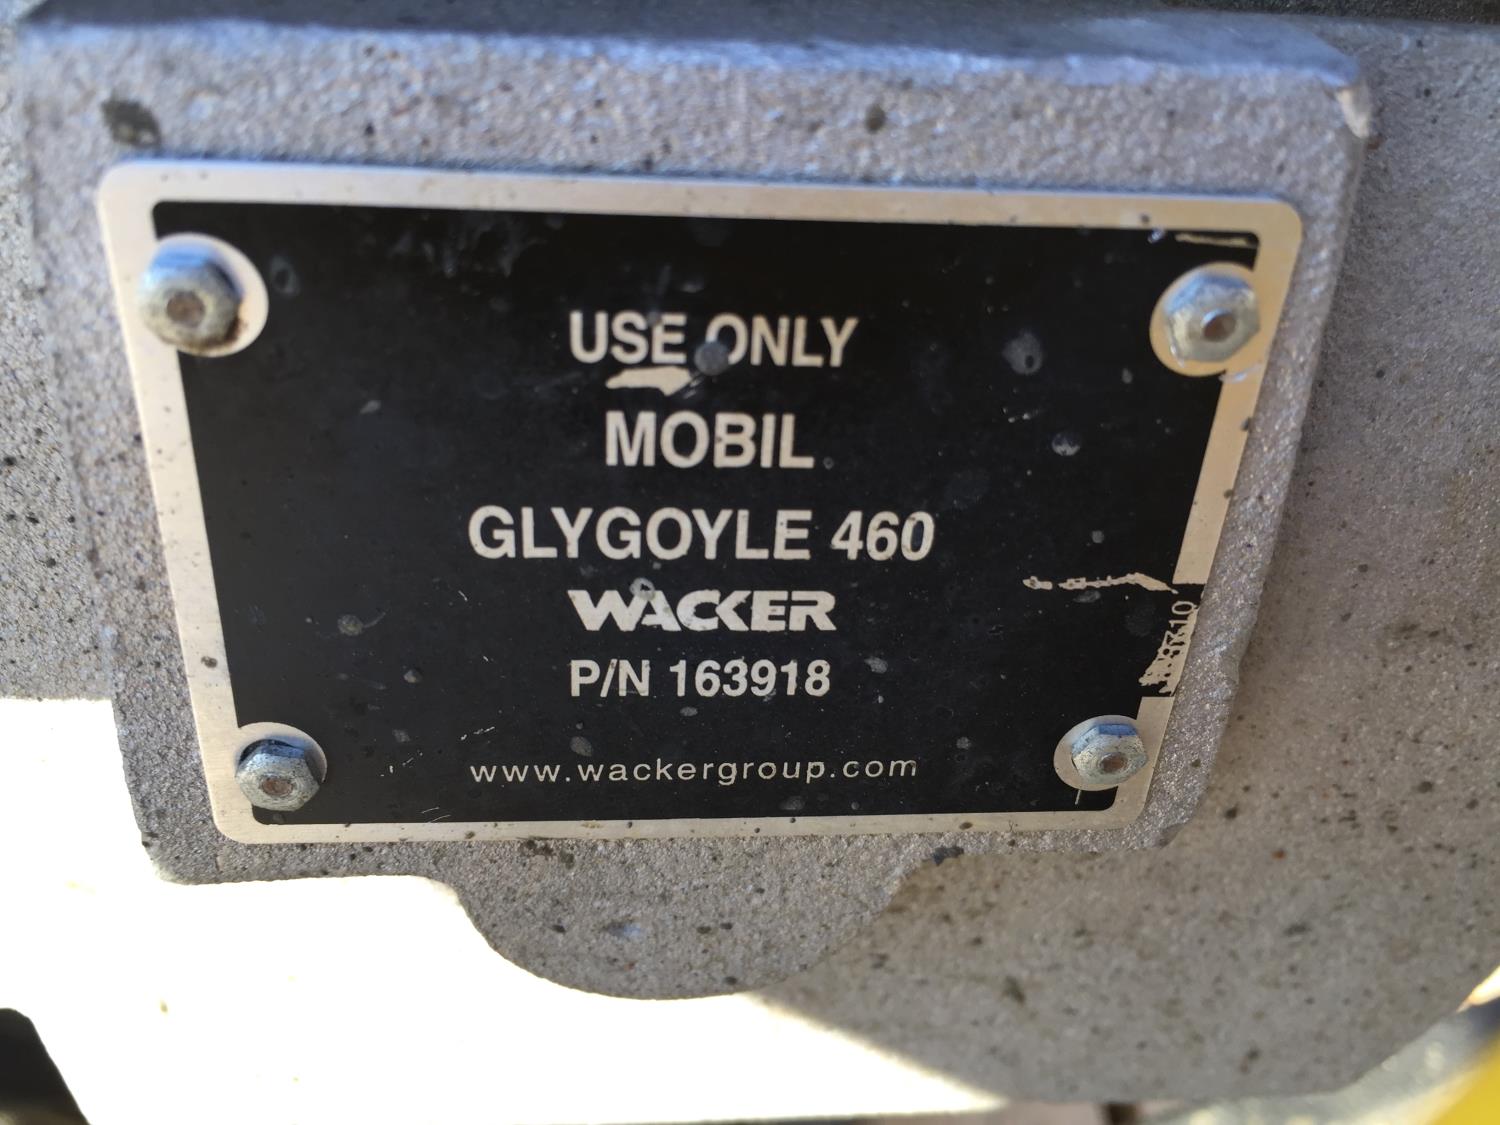 USE ONLY
MOBIL
GLYGOYLE 460
WACKER
P/N 163918
www.wackergroup.com